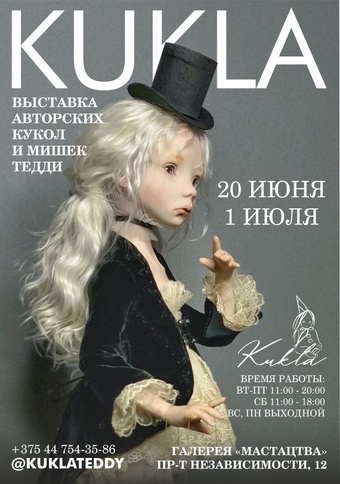 KUKLA
ВЫСТАВКА
АВТОРСКИХ
КУКОЛ
И МИШЕК
ТЕДДИ
20 ИЮНЯ
1 ИЮЛЯ
Kukla
ВРЕМЯ РАБОТЫ:
ВТ-ПТ 11:00 - 20:00
СБ 11:00 - 18:00
ВС, ПН ВЫХОДНОЙ
+375 44 754-35-86
@KUKLATEDDY
ГАЛЕРЕЯ «МАСТАЦТВА»
ПР-Т НЕЗАВИСИМОСТИ, 12